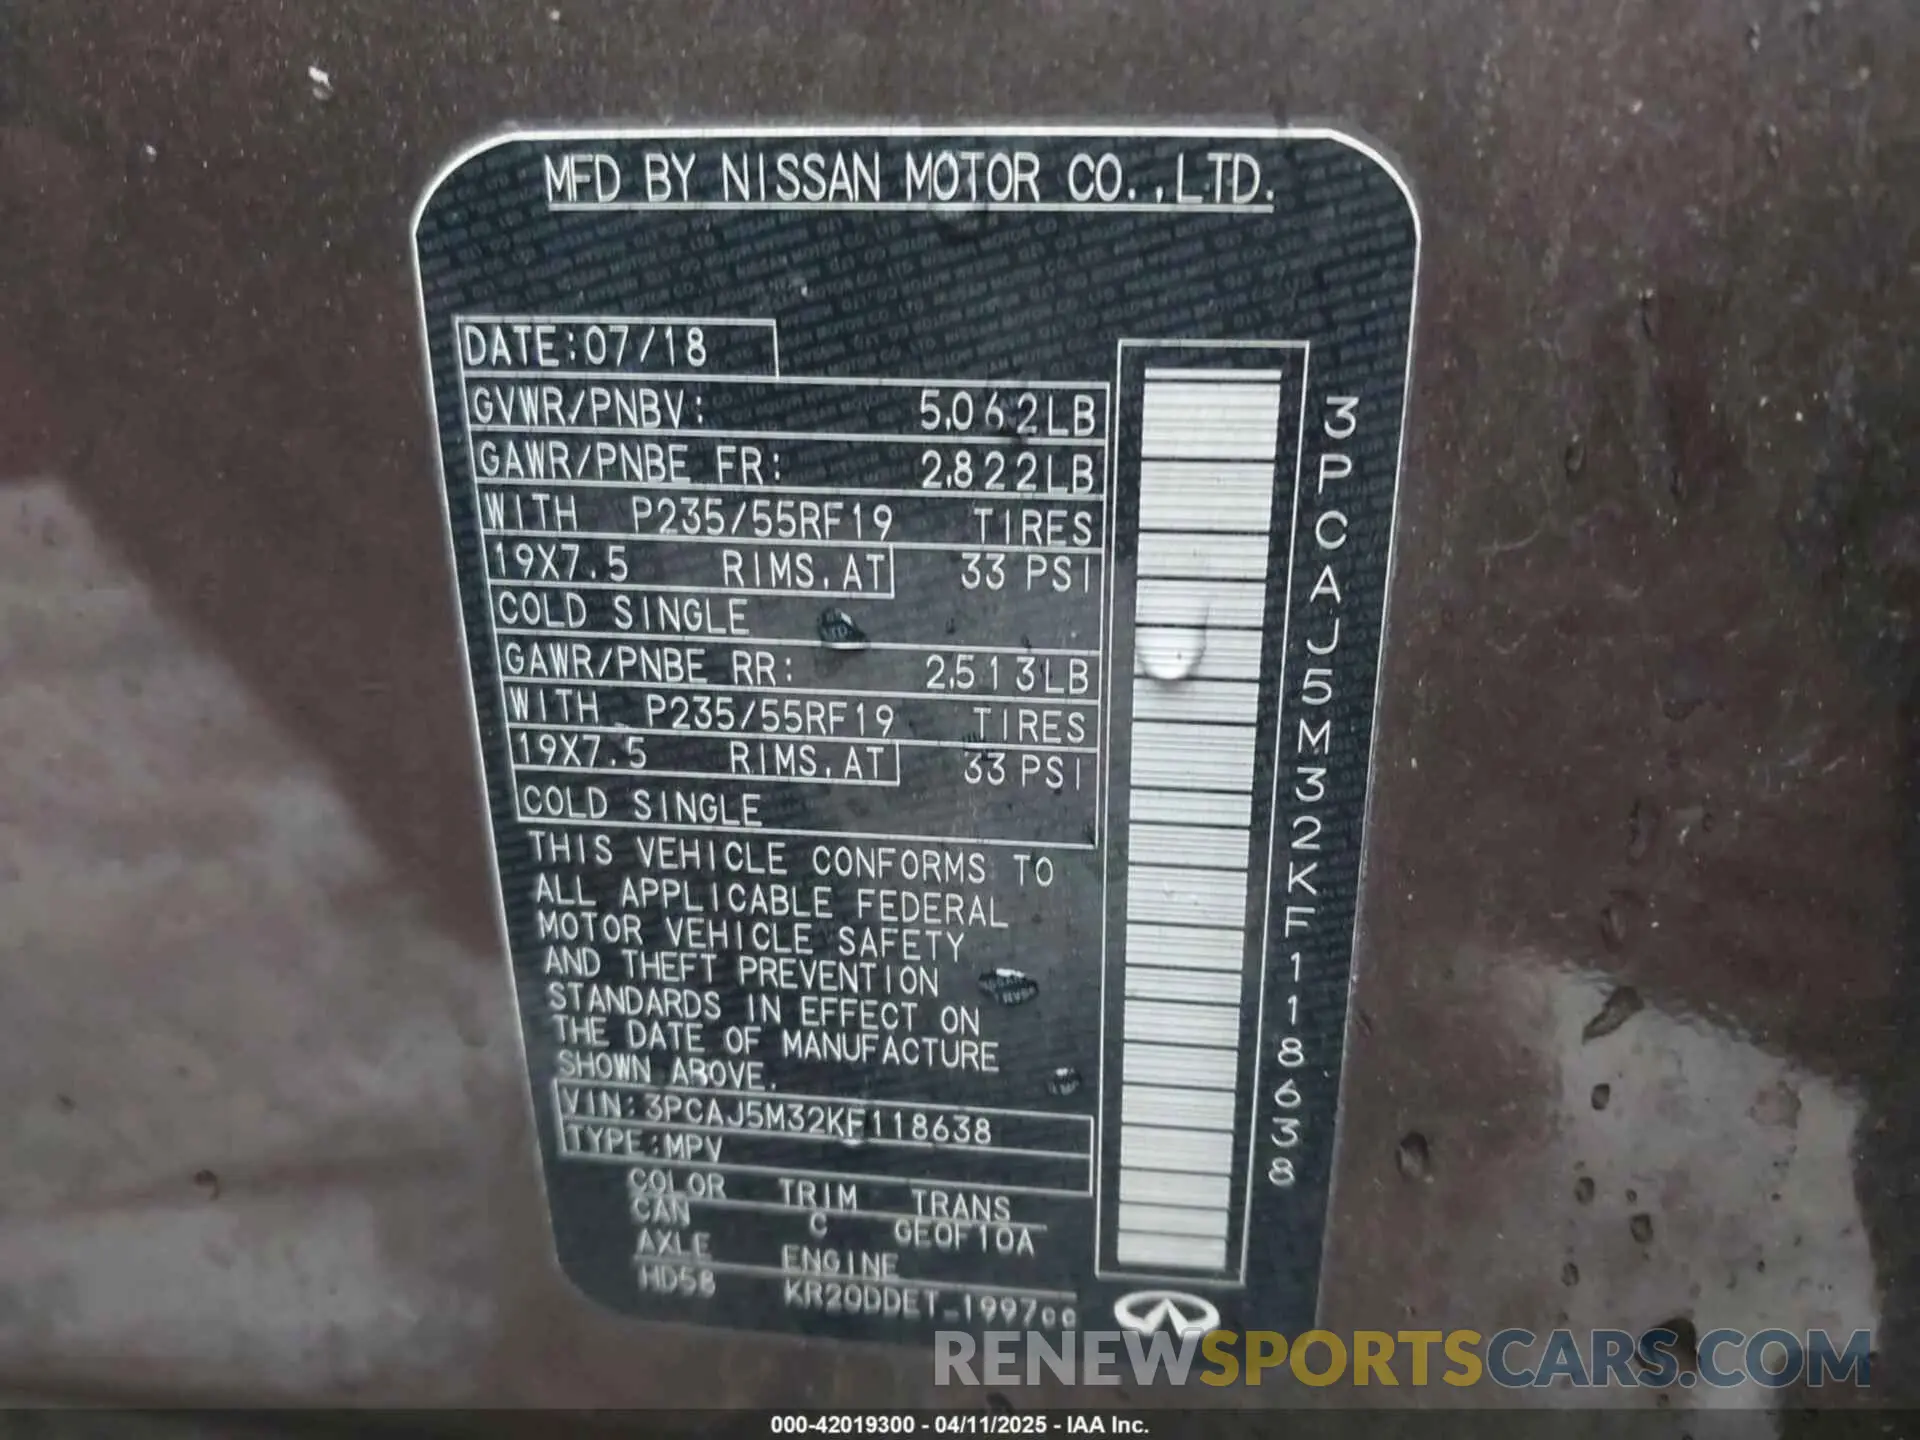 MFD BY NISSAN MOTOR CO.,LTD.
DATE:07/18
GVWR/PNBV: 5,062LB
GAWR/PNBE FR: 2,822LB
WITH P235/55RF19 TIRES
19X7.5 RIMS,AT 33 PSI
COLD SINGLE
GAWR/PNBE RR: 2,513LB
WITH P235/55RF19 TIRES
19X7.5 RIMS,AT 33 PSI
COLD SINGLE
THIS VEHICLE CONFORMS TO
ALL APPLICABLE FEDERAL
MOTOR VEHICLE SAFETY
AND THEFT PREVENTION
STANDARDS IN EFFECT ON
THE DATE OF MANUFACTURE
SHOWN ABOVE.
VIN:3PCAJ5M32KF118638
TYPE:MPV
COLOR TRIM TRANS
CAN C GEOF10A
AXLE ENGINE
HD58 KR20DDET_1997cc
3PCAJ5M32KF118638
RENEWSPORTSCARS.COM
000-42019300 - 04/11/2025 - IAA Inc.